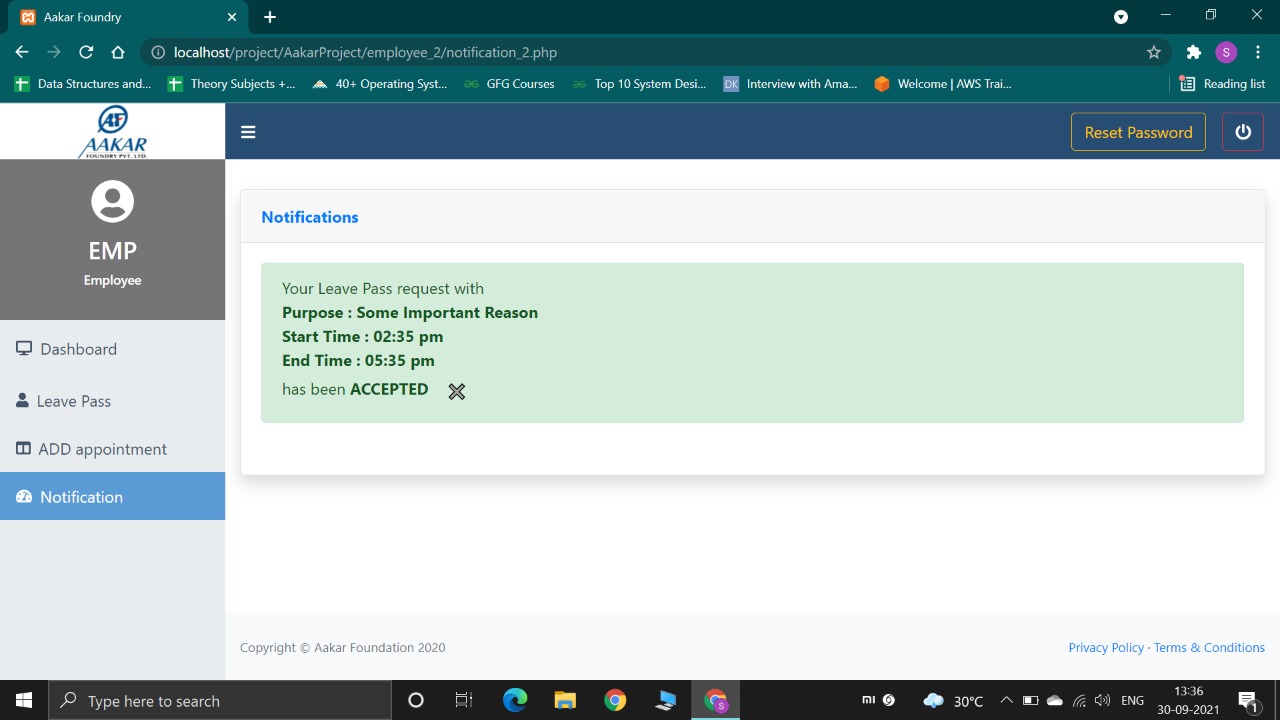 Aakar Foundry
localhost/project/AakarProject/employee_2/notification_2.php
S
Data Structures and...
Theory Subjects +...
40+ Operating Syst...
GFG Courses
Top 10 System Desi...
DK
Interview with Ama...
Welcome | AWS Trai...
Reading list
AF
AAKAR
FOUNDRY PVT. LTD.
Reset Password
EMP
Employee
Dashboard
Leave Pass
ADD appointment
Notification
Notifications
Your Leave Pass request with
Purpose : Some Important Reason
Start Time : 02:35 pm
End Time : 05:35 pm
has been ACCEPTED
Copyright © Aakar Foundation 2020
Privacy Policy · Terms & Conditions
Type here to search
S
mi
30°C
ENG
13:36
30-09-2021
1